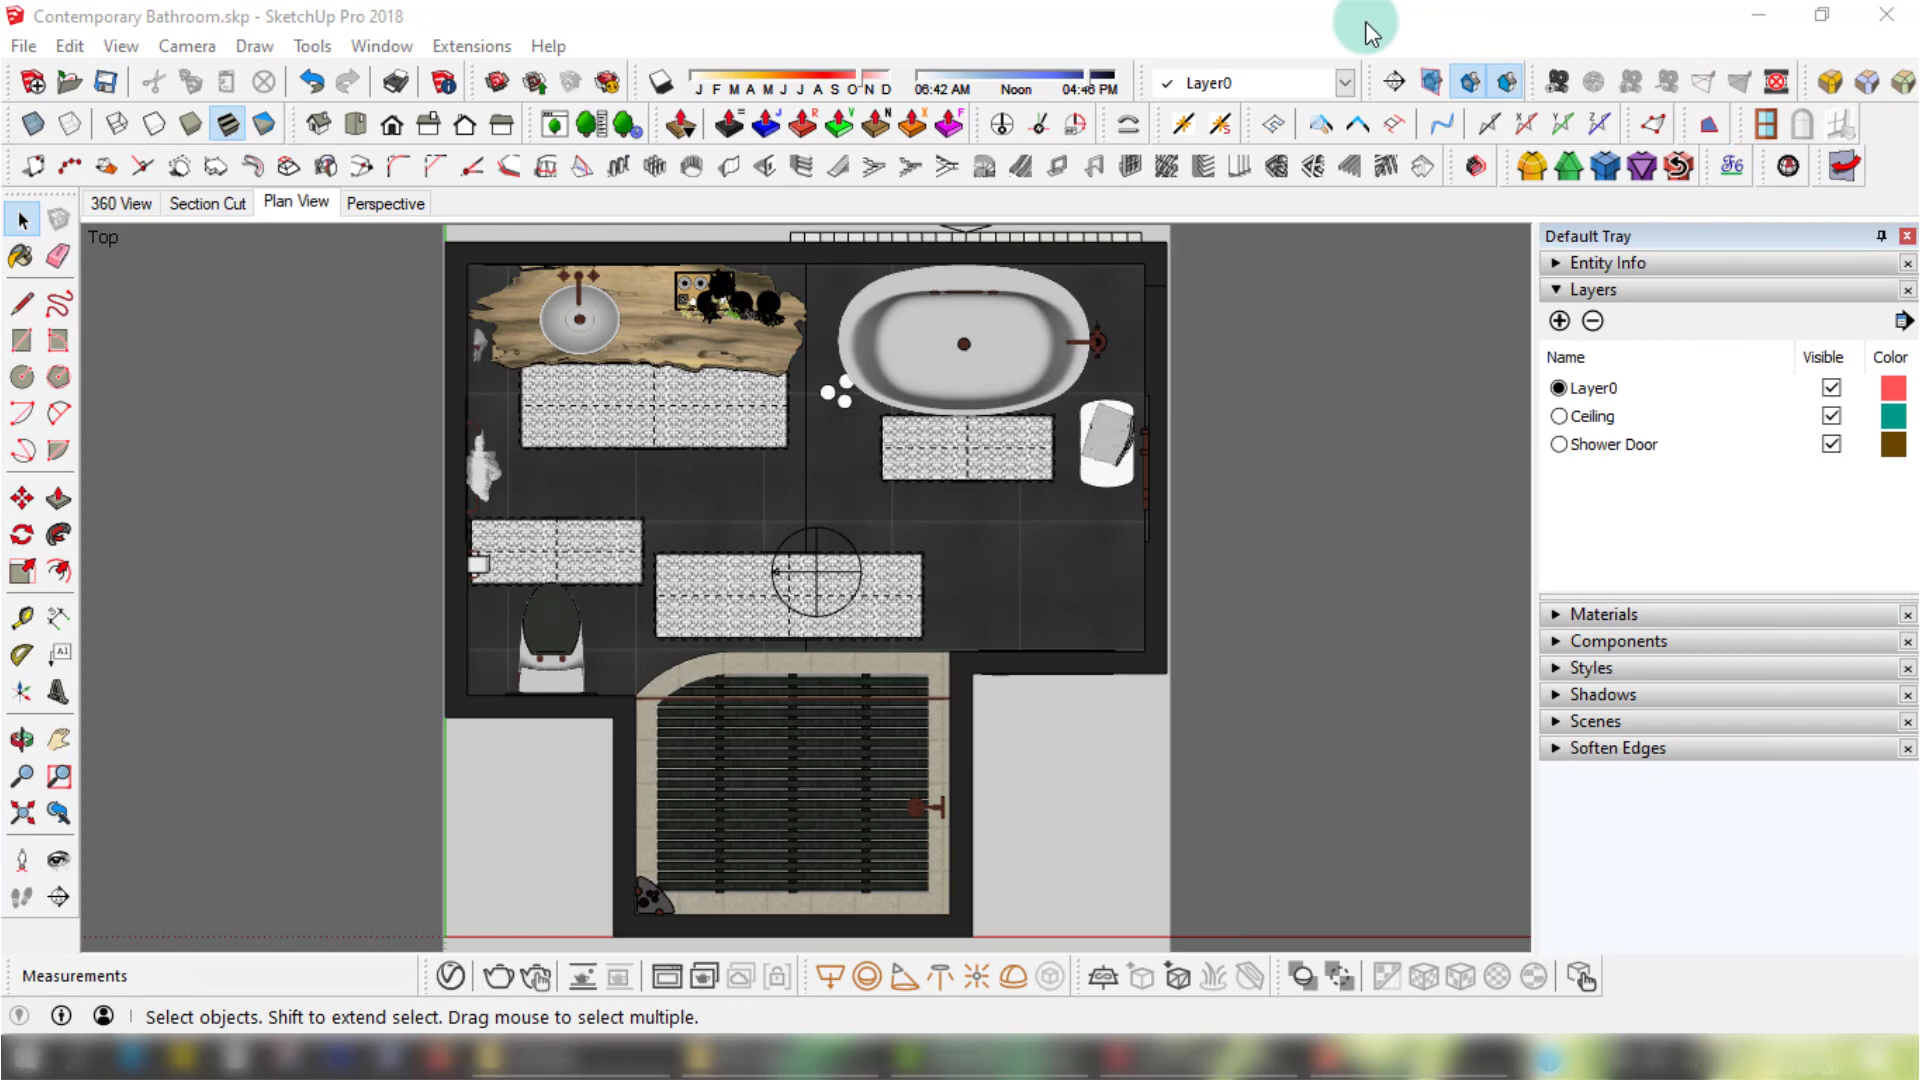 Contemporary Bathroom.skp - SketchUp Pro 2018
File Edit View Camera Draw Tools Window Extensions Help
J F M A M J J A S O N D 06:42 AM Noon 04:46 PM Layer0
360 View Section Cut Plan View Perspective
Top
Default Tray
Entity Info
Layers
Name Visible Color
Layer0
Ceiling
Shower Door
Materials
Components
Styles
Shadows
Scenes
Soften Edges
Measurements
Select objects. Shift to extend select. Drag mouse to select multiple.